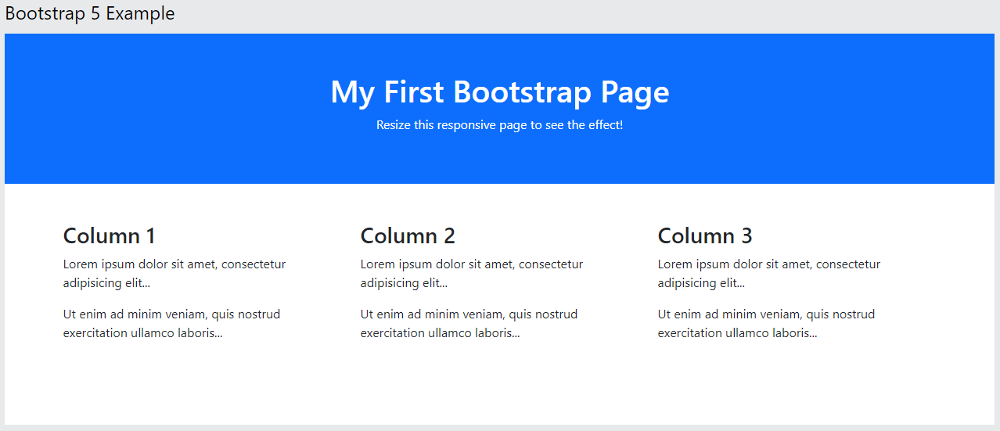 Bootstrap 5 Example
My First Bootstrap Page
Resize this responsive page to see the effect!
Column 1
Lorem ipsum dolor sit amet, consectetur
adipisicing elit...
Ut enim ad minim veniam, quis nostrud
exercitation ullamco laboris...
Column 2
Lorem ipsum dolor sit amet, consectetur
adipisicing elit...
Ut enim ad minim veniam, quis nostrud
exercitation ullamco laboris...
Column 3
Lorem ipsum dolor sit amet, consectetur
adipisicing elit...
Ut enim ad minim veniam, quis nostrud
exercitation ullamco laboris...